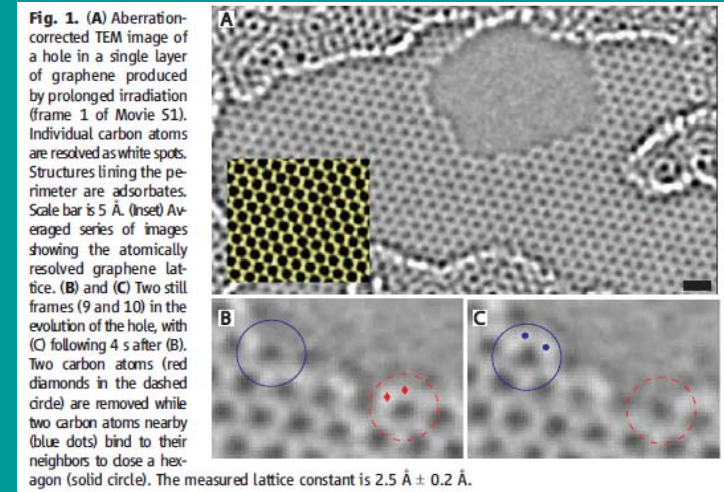 Fig. 1. (A) Aberration-
corrected TEM image of
a hole in a single layer
of graphene produced
by prolonged irradiation
(frame 1 of Movie S1).
Individual carbon atoms
are resolved as white spots.
Structures lining the pe-
rimeter are adsorbates.
Scale bar is 5 Å. (Inset) Av-
eraged series of images
showing the atomically
resolved graphene lat-
tice. (B) and (C) Two still
frames (9 and 10) in the
evolution of the hole, with
(C) following 4 s after (B).
Two carbon atoms (red
diamonds in the dashed
circle) are removed while
two carbon atoms nearby
(blue dots) bind to their
neighbors to close a hex-
agon (solid circle). The measured lattice constant is 2.5 Å ± 0.2 Å.
A
B
C